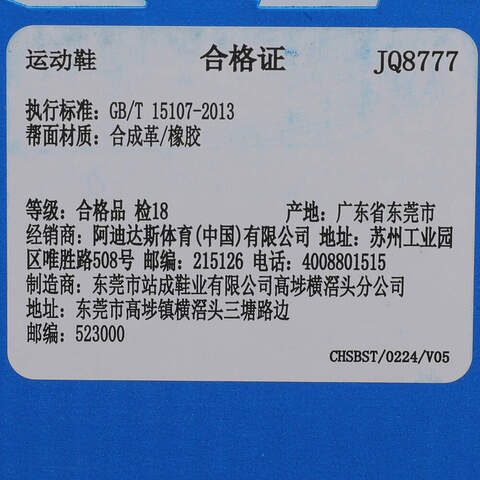 运动鞋 合格证 JQ8777
执行标准: GB/T 15107-2013
帮面材质: 合成革/橡胶
等级: 合格品 检18 产地: 广东省东莞市
经销商: 阿迪达斯体育(中国)有限公司 地址: 苏州工业园
区唯胜路508号 邮编: 215126 电话: 4008801515
制造商: 东莞市站成鞋业有限公司高埗横滘头分公司
地址: 东莞市高埗镇横滘头三塘路边
邮编: 523000
CHSBST/0224/V05